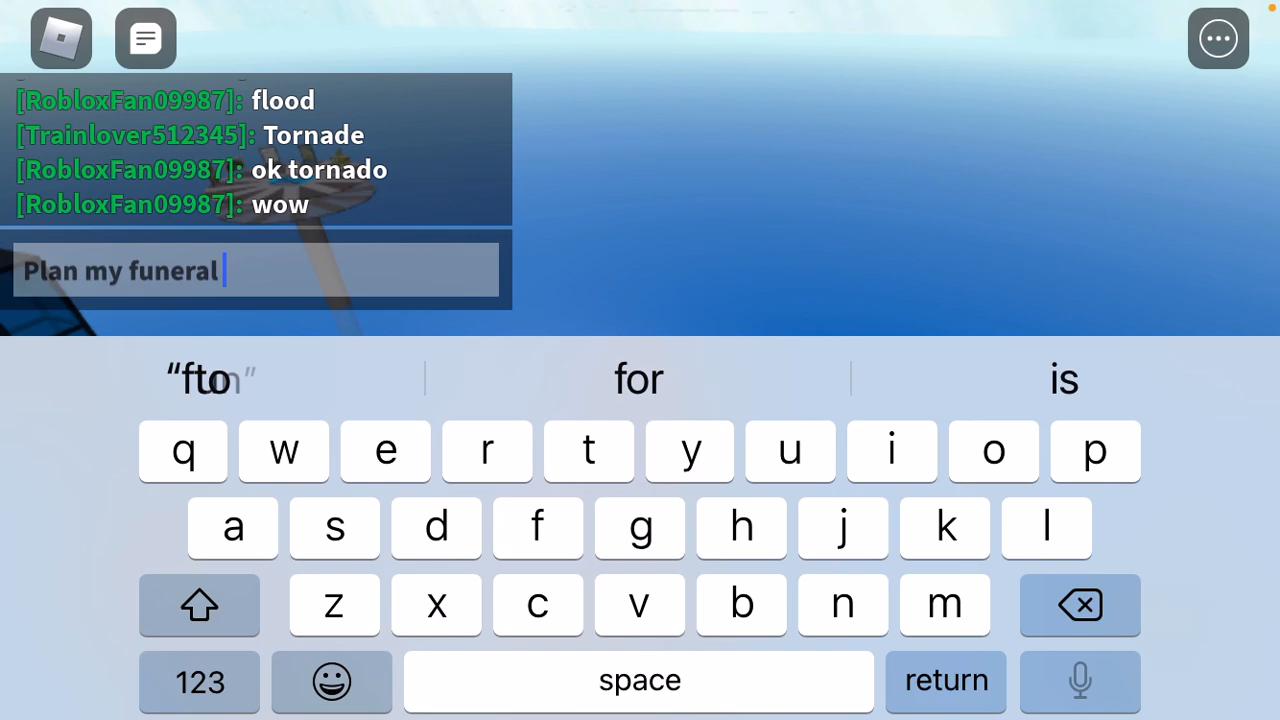 [RobloxFan09987]: flood
[Trainlover512345]: Tornade
[RobloxFan09987]: ok tornado
[RobloxFan09987]: wow
Plan my funeral
for is
q w e r t y u i o p
a s d f g h j k l
z x c v b n m
123 space return